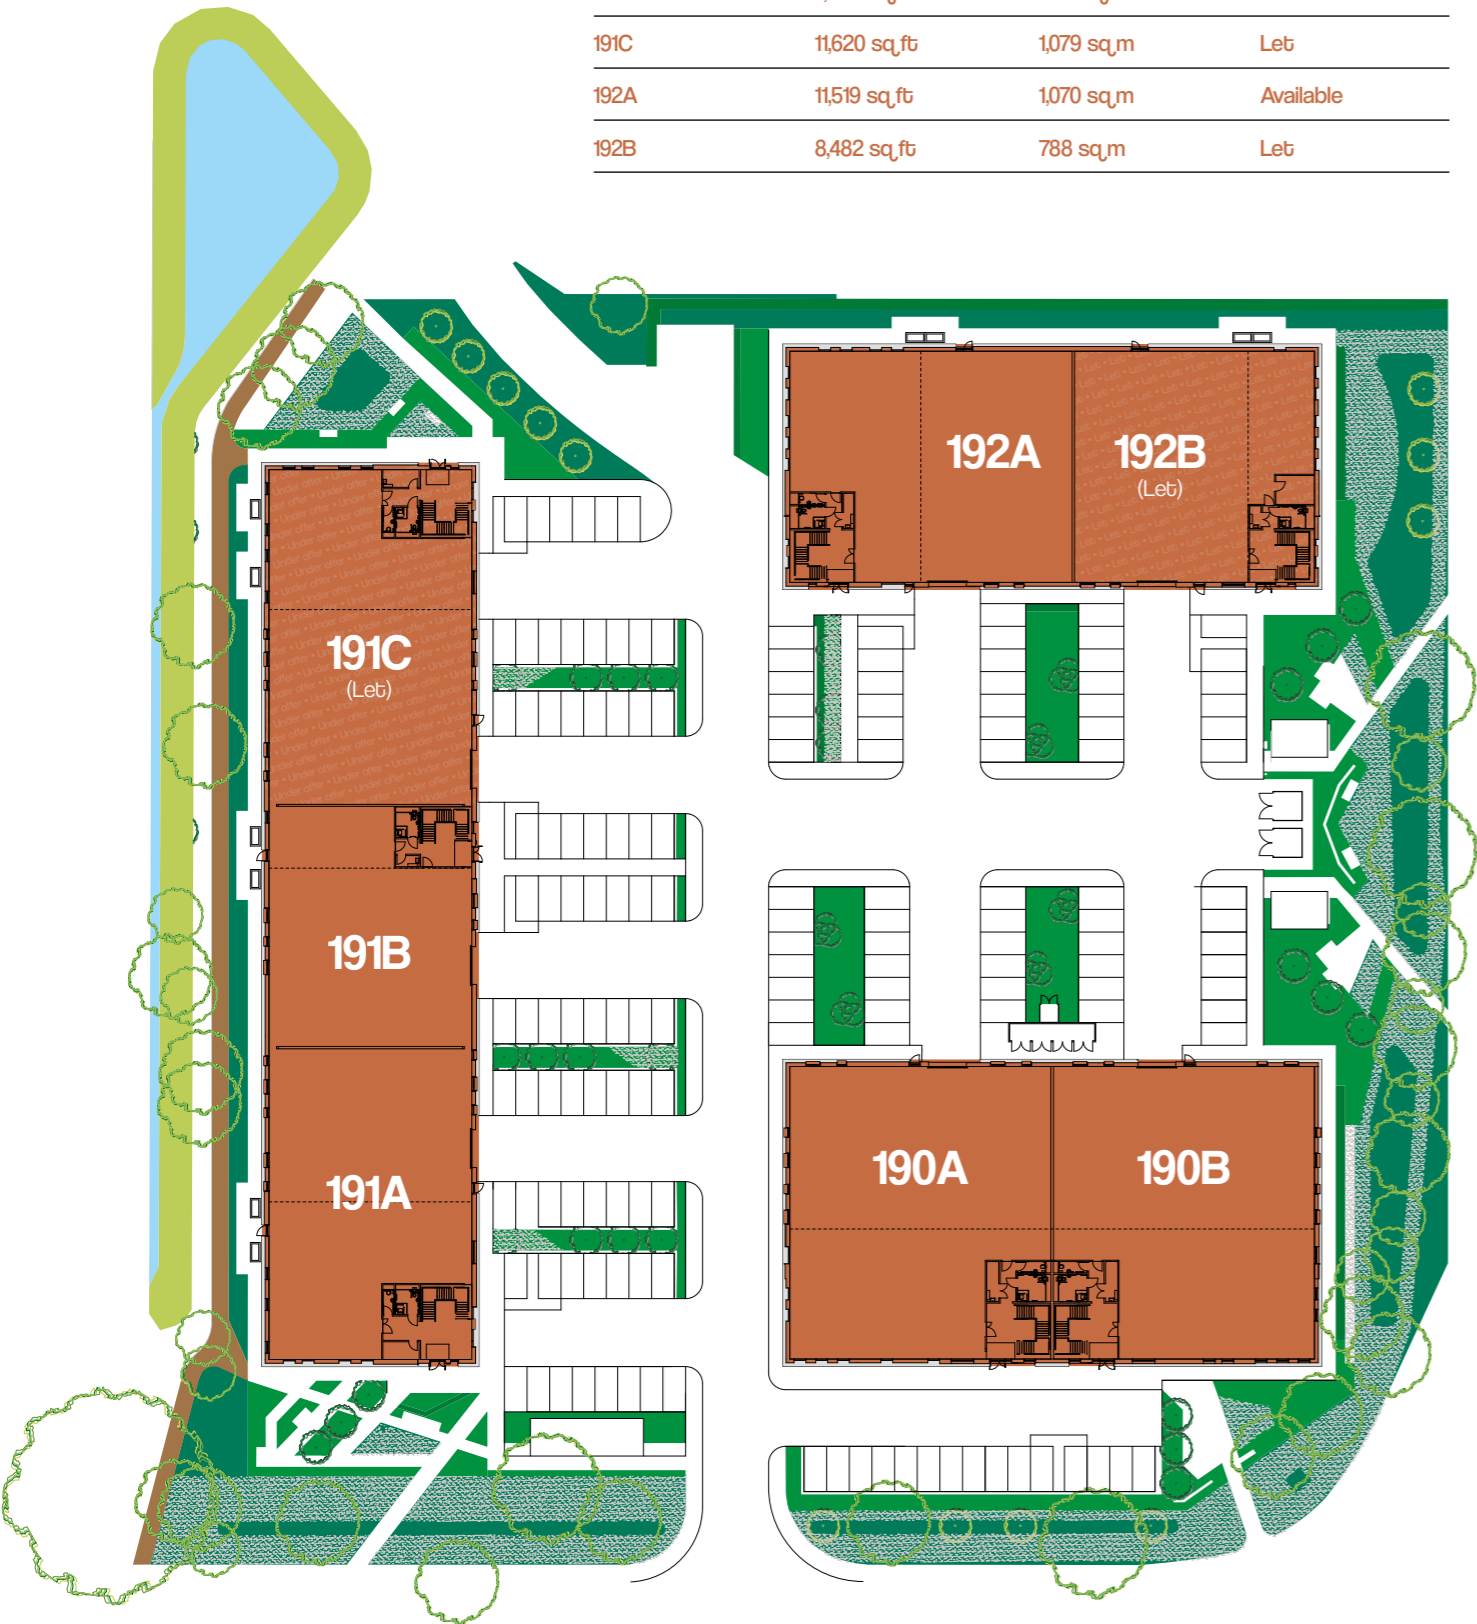 191C 11,620 sq ft 1,079 sq m Let
192A 11,519 sq ft 1,070 sq m Available
192B 8,482 sq ft 788 sq m Let
192A
192B
(Let)
191C
(Let)
191B
191A
190A
190B